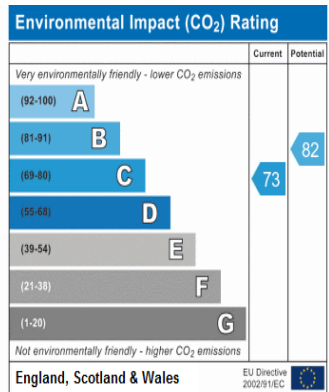 Environmental Impact (CO2) Rating
Current Potential
Very environmentally friendly - lower CO2 emissions
(92-100) A
(81-91) B
82
(69-80) C
73
(55-68) D
(39-54) E
(21-38) F
(1-20) G
Not environmentally friendly - higher CO2 emissions
England, Scotland & Wales
EU Directive
2002/91/EC